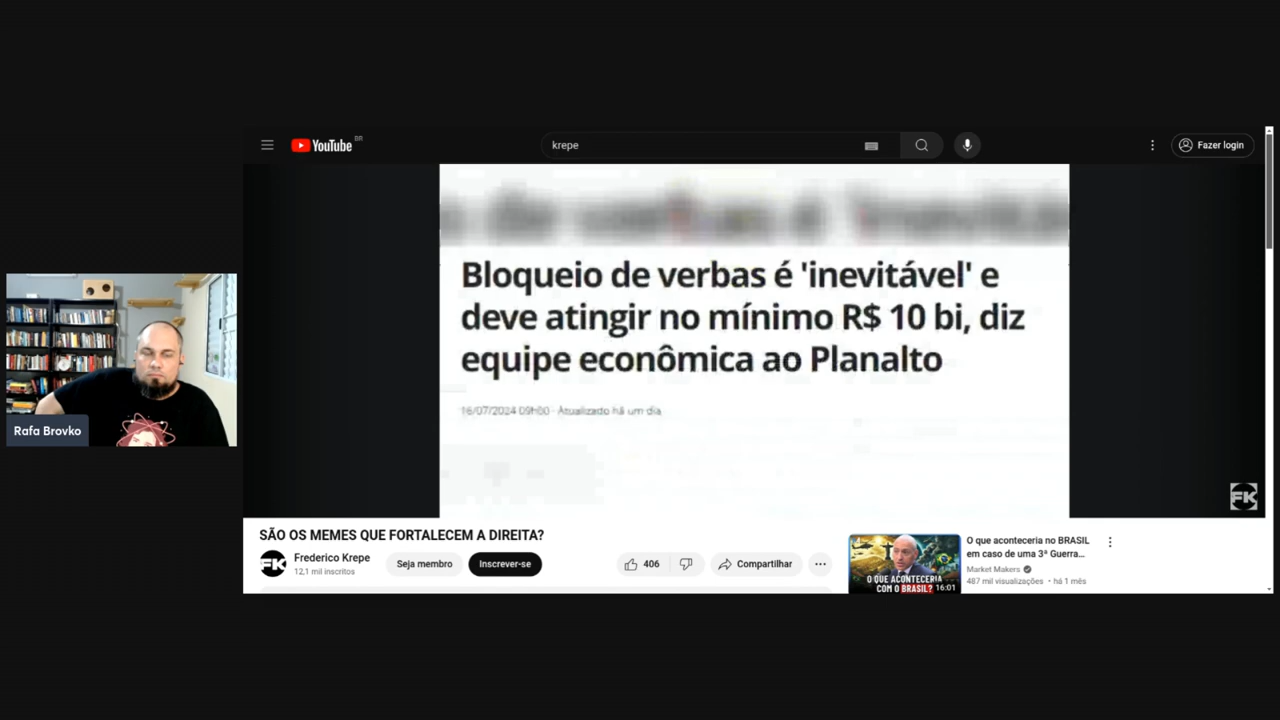 YouTube BR
krepe
Fazer login
Bloqueio de verbas é 'inevitável' e
deve atingir no mínimo R$ 10 bi, diz
equipe econômica ao Planalto
16/07/2024 09h00 · Atualizado há um dia
FK
Rafa Brovko
SÃO OS MEMES QUE FORTALECEM A DIREITA?
FK
Frederico Krepe
12,1 mil inscritos
Seja membro
Inscrever-se
406
Compartilhar
O QUE ACONTECERIA
COM O BRASIL?
16:01
O que aconteceria no BRASIL
em caso de uma 3ª Guerra...
Market Makers
487 mil visualizações • há 1 mês